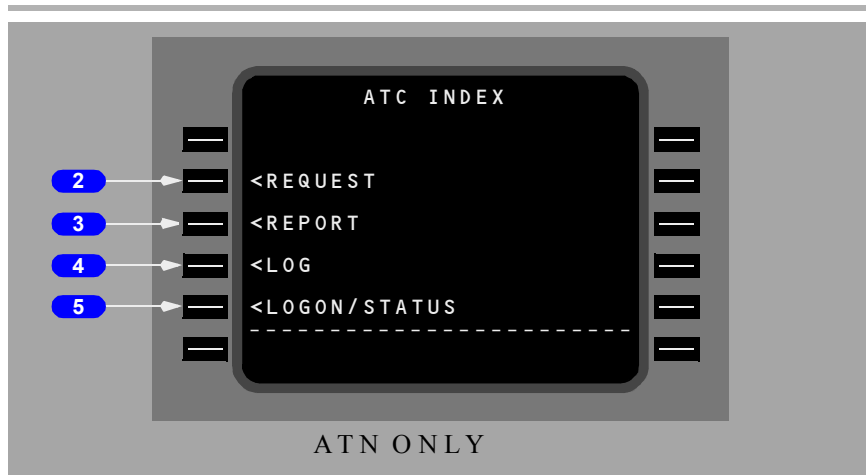 ATC INDEX
2 <REQUEST
3 <REPORT
4 <LOG
5 <LOGON/STATUS
------------------------
ATN ONLY